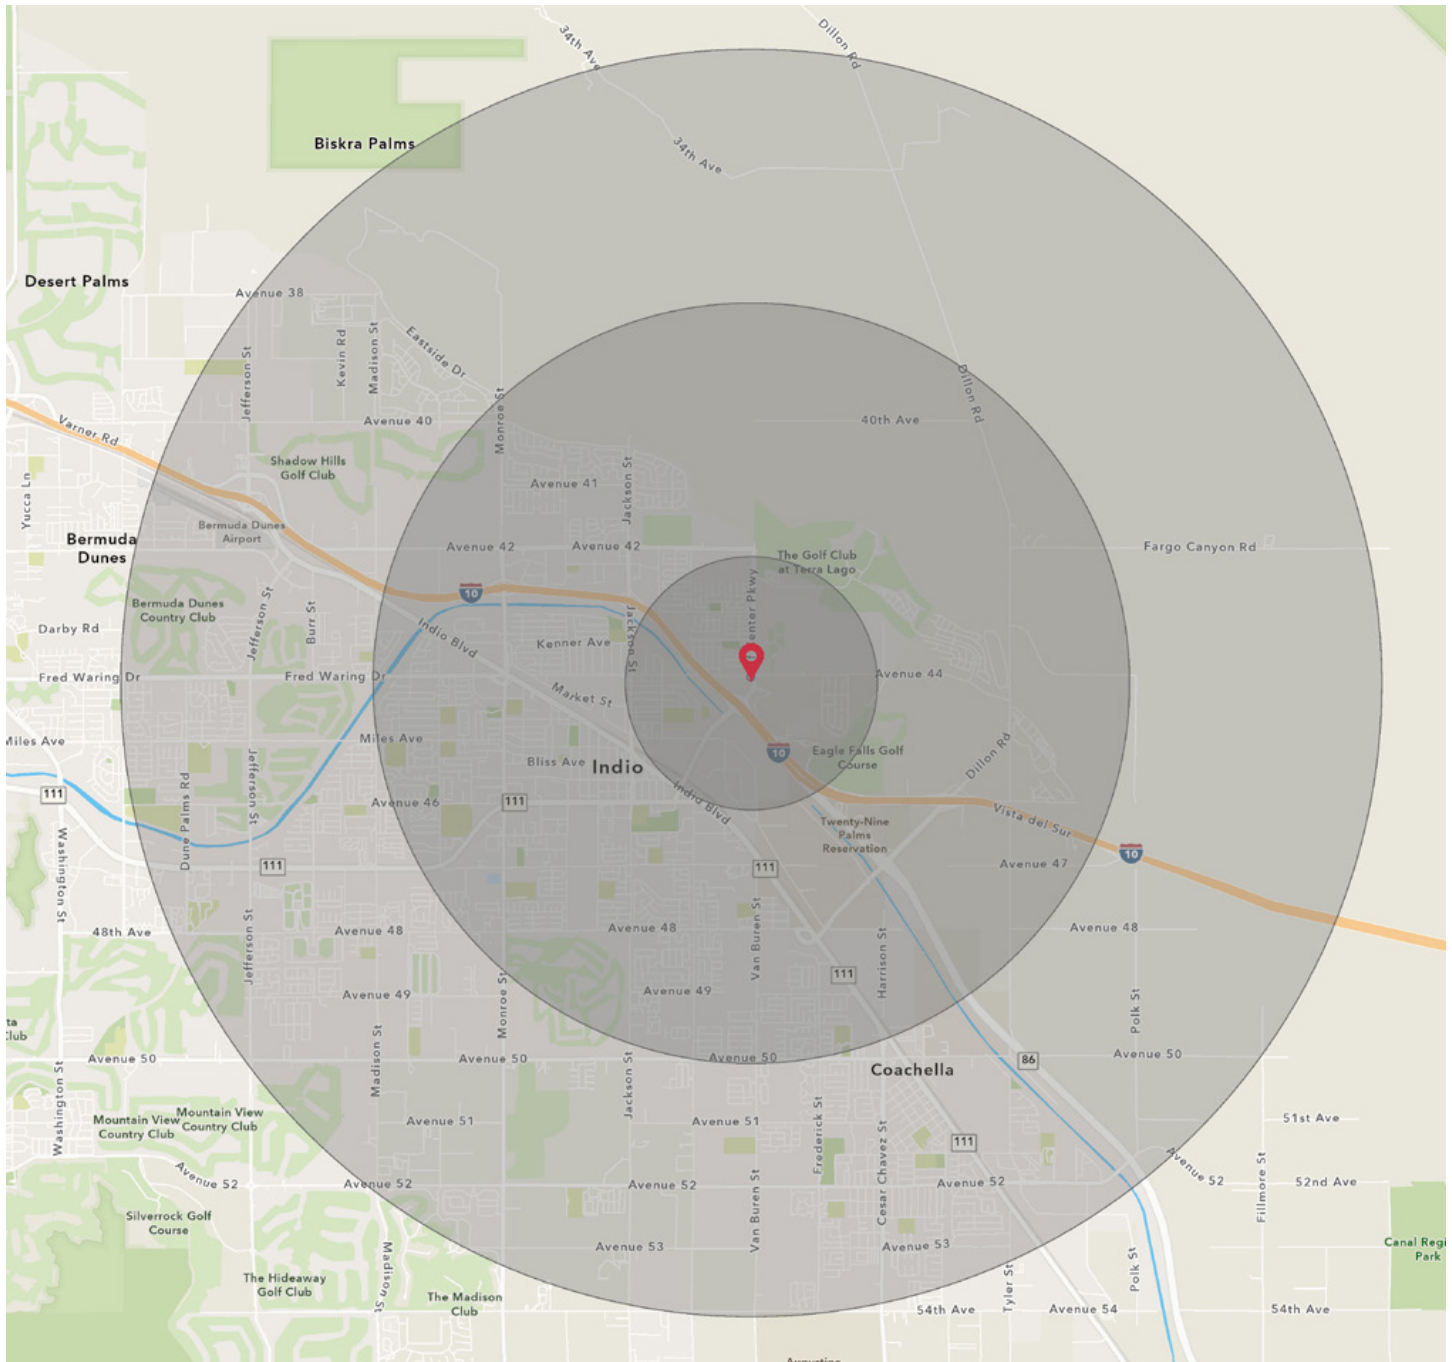 34th Ave
Dillon Rd
Biskra Palms
34th Ave
Desert Palms
Avenue 38
Jefferson St
Kevin Rd
Madison St
Eastside Dr
Monroe St
Dillon Rd
Varner Rd
Avenue 40
40th Ave
Shadow Hills
Golf Club
Yucca Ln
Avenue 41
Jackson St
Bermuda Dunes
Airport
Bermuda
Dunes
Avenue 42
Avenue 42
The Golf Club
at Terra Lago
Fargo Canyon Rd
10
Bermuda Dunes
Country Club
Jefferson St
Burr St
Darby Rd
Indio Blvd
Kenner Ave
Jackson St
enter Pkwy
Fred Waring Dr
Fred Waring Dr
Market St
Avenue 44
Miles Ave
Miles Ave
Bliss Ave
Indio
10
Eagle Falls Golf
Course
Dillon Rd
111
Dune Palms Rd
Jefferson St
Avenue 46
111
Indio Blvd
Twenty-Nine
Palms
Reservation
Vista del Sur
10
Washington St
111
111
Avenue 47
48th Ave
Jefferson St
Avenue 48
Avenue 48
Van Buren St
Harrison St
Avenue 48
111
Avenue 49
Monroe St
Avenue 49
Polk St
ta
Club
Avenue 50
Madison St
Avenue 50
Jackson St
Avenue 50
Coachella
86
Avenue 50
Washington St
Mountain View
Country Club
Mountain View
Country Club
Avenue 51
Avenue 51
Frederick St
Cesar Chavez St
111
51st Ave
Avenue 52
Avenue 52
Avenue 52
Van Buren St
Avenue 52
Avenue 52
Fillmore St
52nd Ave
Silverrock Golf
Course
Madison St
Avenue 53
Avenue 53
Polk St
Canal Regi
Park
The Hideaway
Golf Club
The Madison
Club
54th Ave
Tyler St
Avenue 54
54th Ave
Augustine